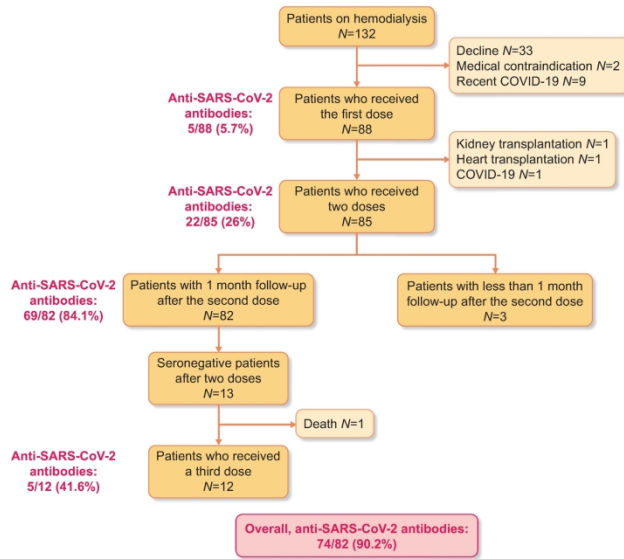 Patients on hemodialysis
N=132
Decline N=33
Medical contraindication N=2
Recent COVID-19 N=9
Anti-SARS-CoV-2
antibodies:
5/88 (5.7%)
Patients who received
the first dose
N=88
Kidney transplantation N=1
Heart transplantation N=1
COVID-19 N=1
Anti-SARS-CoV-2
antibodies:
22/85 (26%)
Patients who received
two doses
N=85
Anti-SARS-CoV-2
antibodies:
69/82 (84.1%)
Patients with 1 month follow-up
after the second dose
N=82
Patients with less than 1 month
follow-up after the second dose
N=3
Seronegative patients
after two doses
N=13
Death N=1
Anti-SARS-CoV-2
antibodies:
5/12 (41.6%)
Patients who received
a third dose
N=12
Overall, anti-SARS-CoV-2 antibodies:
74/82 (90.2%)